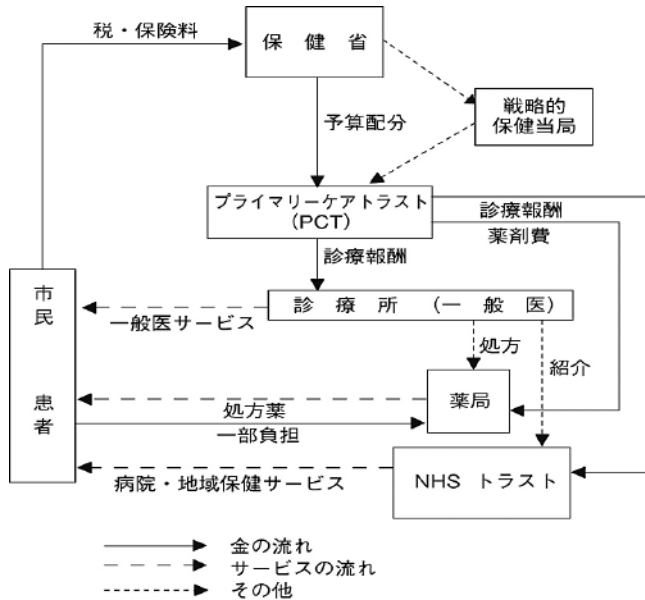 税・保険料
保健省
予算配分
戦略的
保健当局
プライマリーケアトラスト
(PCT)
診療報酬
薬剤費
診療報酬
診療所 (一般医)
一般医サービス
処方
紹介
市民 患者
薬局
処方薬
一部負担
病院・地域保健サービス
NHS トラスト
金の流れ
サービスの流れ
その他